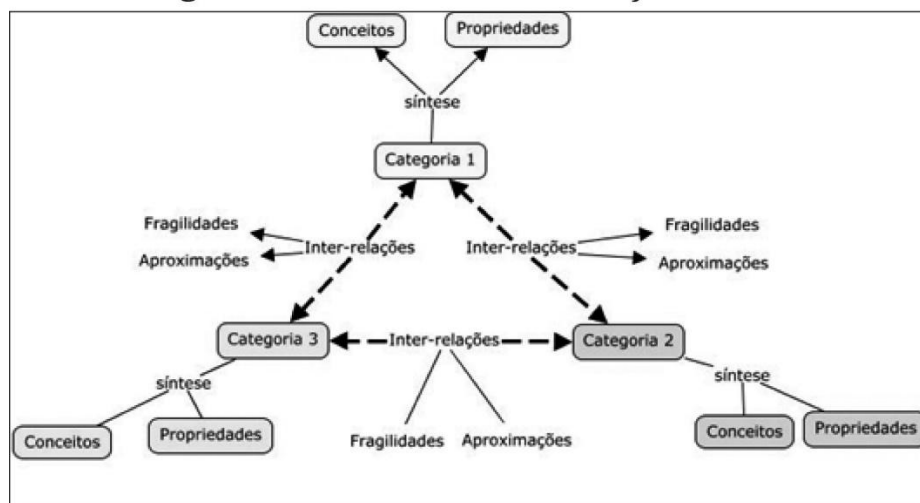 Conceitos
Propriedades
síntese
Categoria 1
Fragilidades
Aproximações
Inter-relações
Inter-relações
Fragilidades
Aproximações
Categoria 3
Inter-relações
Categoria 2
síntese
síntese
Conceitos
Propriedades
Fragilidades
Aproximações
Conceitos
Propriedades